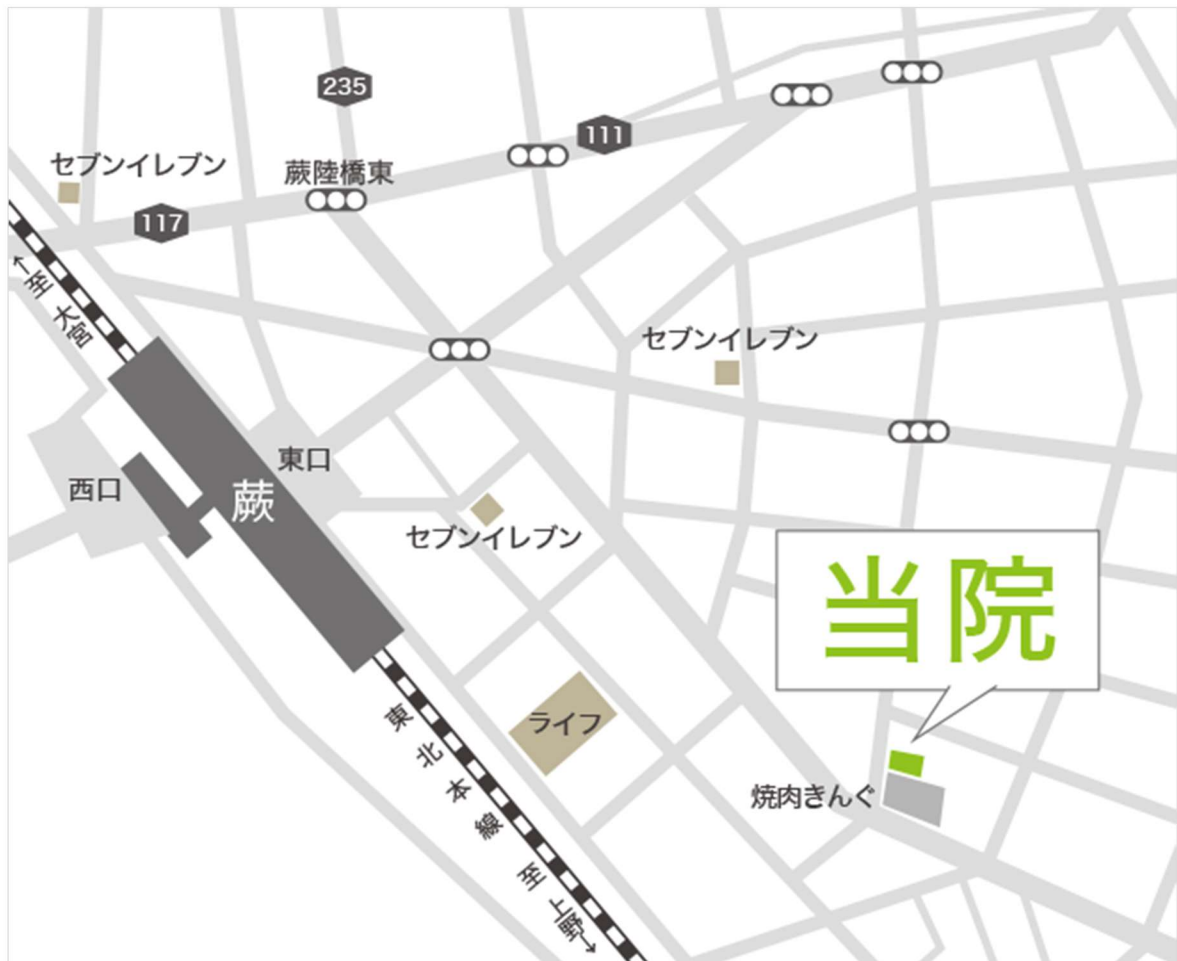 235
111
セブンイレブン
蕨陸橋東
117
←至大宮
セブンイレブン
東口
西口
蕨
セブンイレブン
当院
ライフ
焼肉きんぐ
東北本線
至上野→